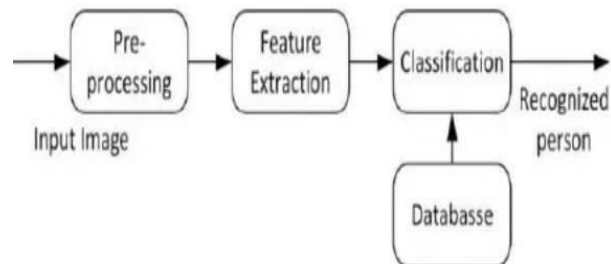 Pre-
processing
Feature
Extraction
Classification
Input Image
Recognized
person
Databasse